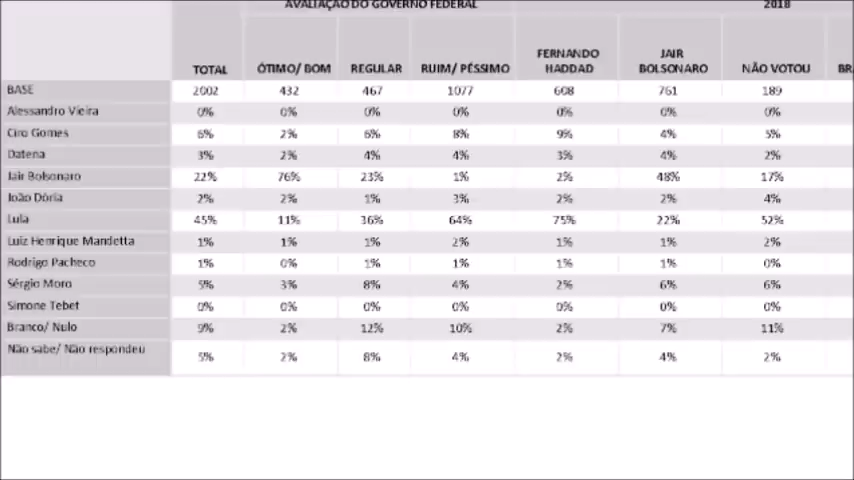 AVALIAÇÃO DO GOVERNO FEDERAL 2018
TOTAL ÓTIMO/ BOM REGULAR RUIM/ PÉSSIMO FERNANDO HADDAD JAIR BOLSONARO NÃO VOTOU
BASE 2002 432 467 1077 608 761 189
Alessandro Vieira 0% 0% 0% 0% 0% 0% 0%
Ciro Gomes 6% 2% 6% 8% 9% 4% 5%
Datena 3% 2% 4% 4% 3% 4% 2%
Jair Bolsonaro 22% 76% 23% 1% 2% 48% 17%
João Dória 2% 2% 1% 3% 2% 2% 4%
Lula 45% 11% 36% 64% 75% 22% 52%
Luiz Henrique Mandetta 1% 1% 1% 2% 1% 1% 2%
Rodrigo Pacheco 1% 0% 1% 1% 1% 1% 0%
Sérgio Moro 5% 3% 8% 4% 2% 6% 6%
Simone Tebet 0% 0% 0% 0% 0% 0% 0%
Branco/ Nulo 9% 2% 12% 10% 2% 7% 11%
Não sabe/ Não respondeu 5% 2% 8% 4% 2% 4% 2%